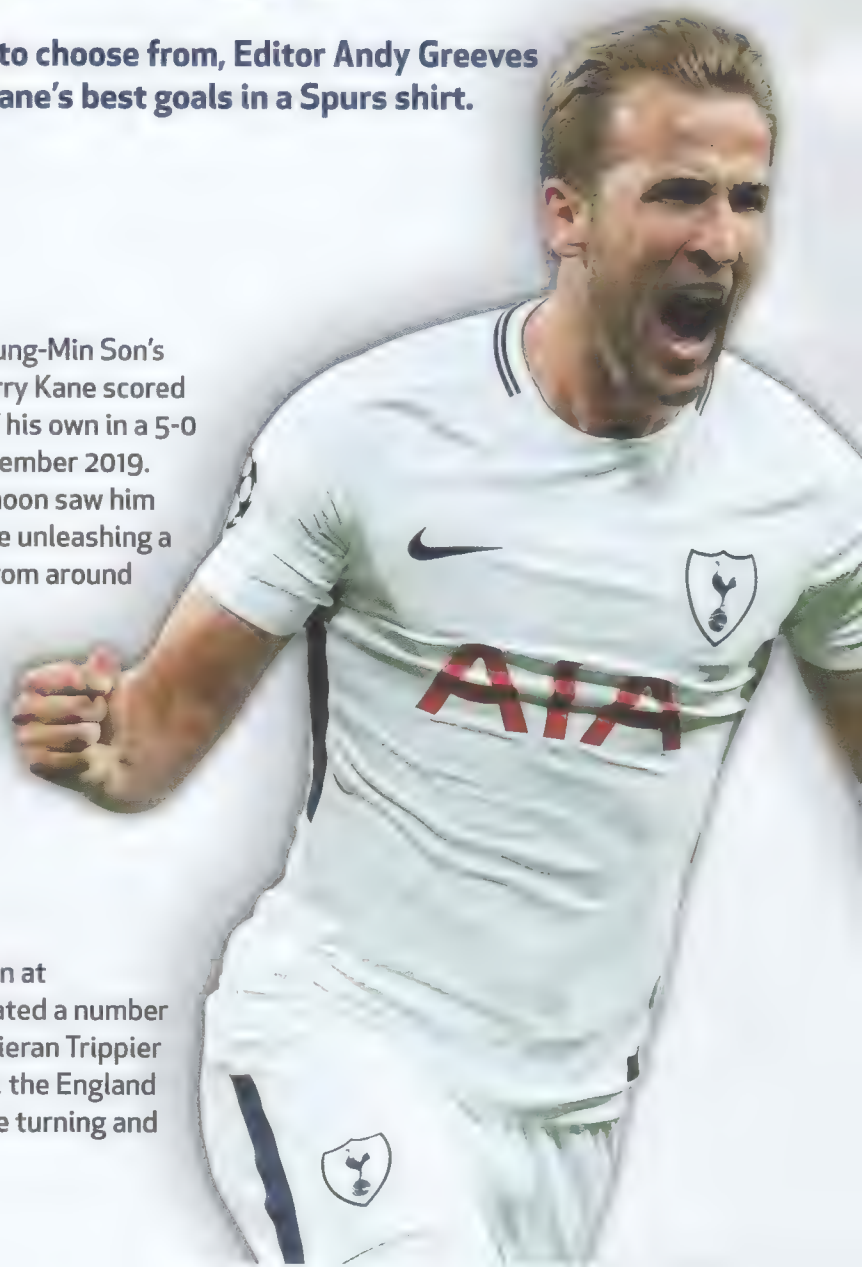 to choose from, Editor Andy Greeves
ane's best goals in a Spurs shirt.
ung-Min Son's
rry Kane scored
his own in a 5-0
ember 2019.
noon saw him
e unleashing a
rom around
AIA
n at
ated a number
ieran Trippier
the England
e turning and